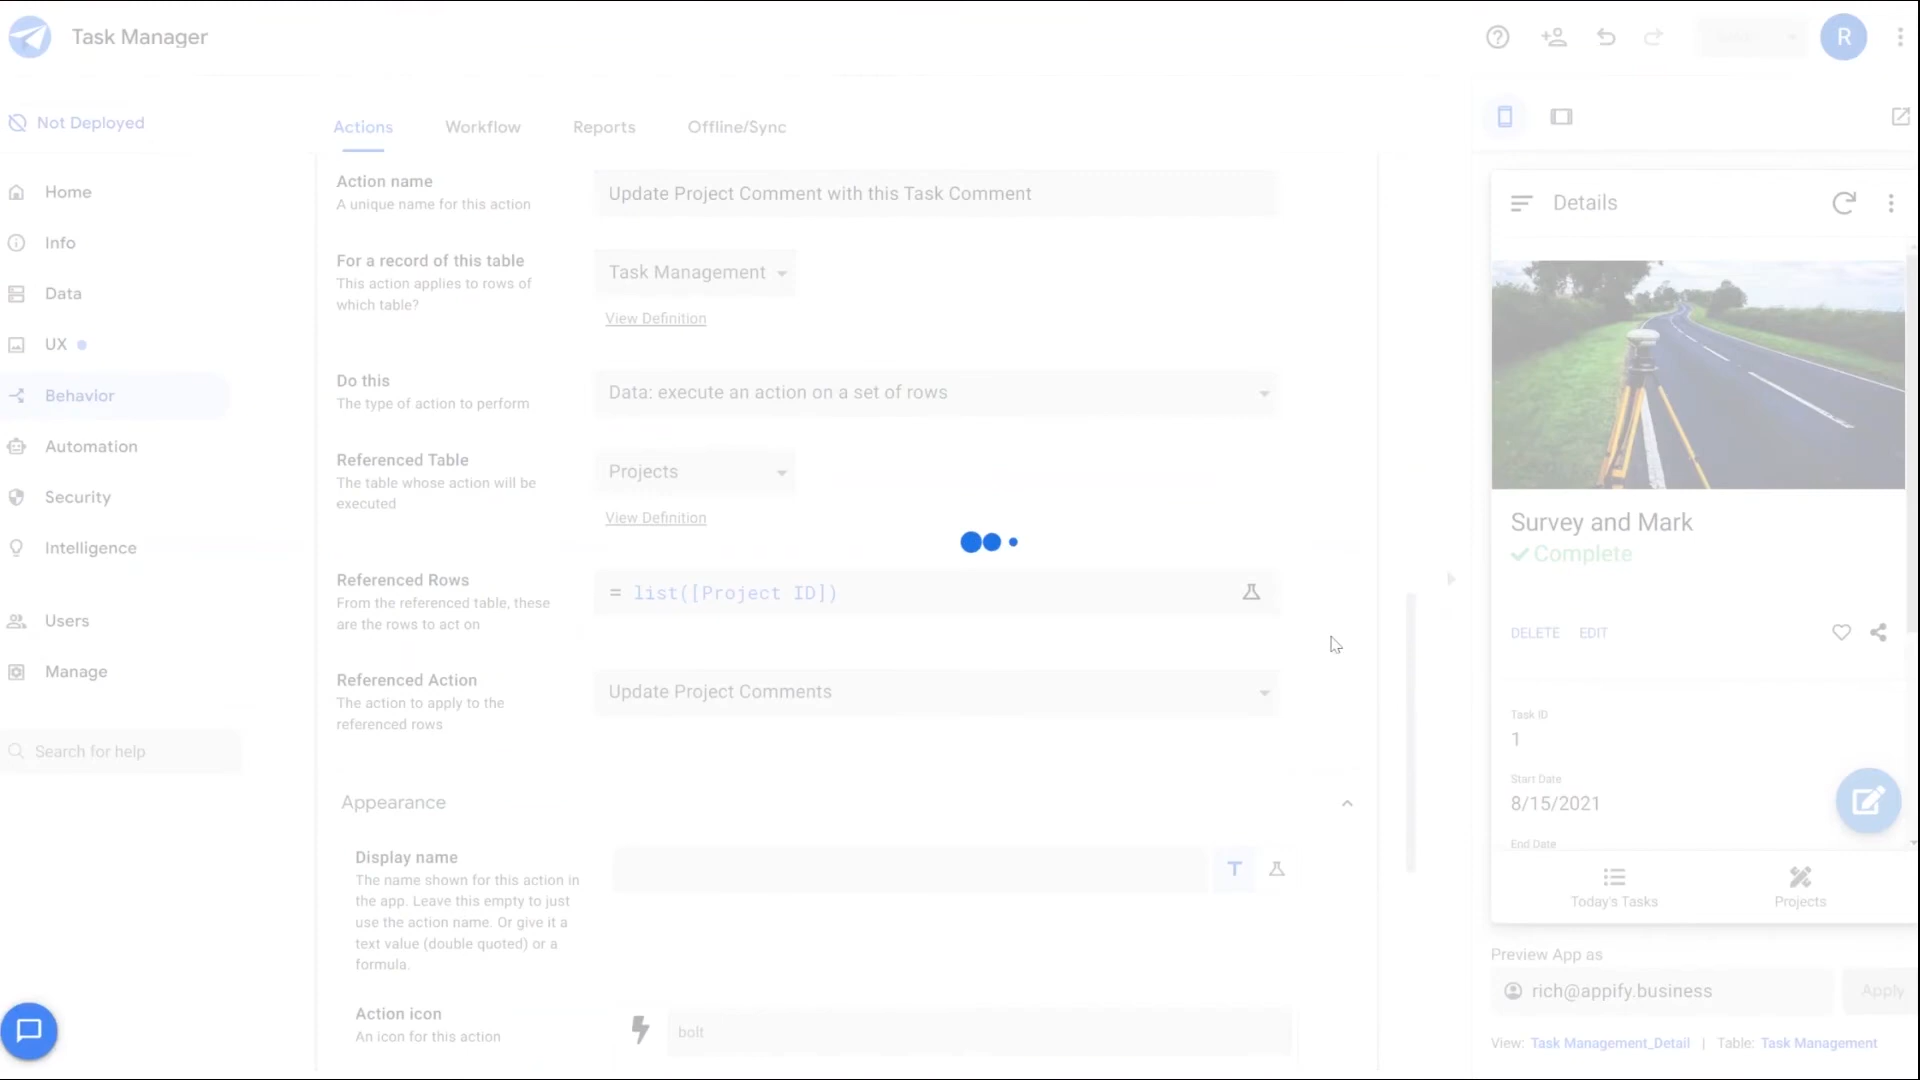 Task Manager
R
Not Deployed
Actions
Workflow
Reports
Offline/Sync
Home
Info
Data
UX
Behavior
Automation
Security
Intelligence
Users
Manage
Search for help
Action name
A unique name for this action
Update Project Comment with this Task Comment
For a record of this table
This action applies to rows of
which table?
Task Management
View Definition
Do this
The type of action to perform
Data: execute an action on a set of rows
Referenced Table
The table whose action will be
executed
Projects
View Definition
Referenced Rows
From the referenced table, these
are the rows to act on
= list([Project ID])
Referenced Action
The action to apply to the
referenced rows
Update Project Comments
Appearance
Display name
The name shown for this action in
the app. Leave this empty to just
use the action name. Or give it a
text value (double quoted) or a
formula.
T
Action icon
An icon for this action
bolt
Details
Survey and Mark
Complete
DELETE EDIT
Task ID
1
Start Date
8/15/2021
End Date
Today's Tasks
Projects
Preview App as
rich@appify.business
Apply
View: Task Management_Detail | Table: Task Management